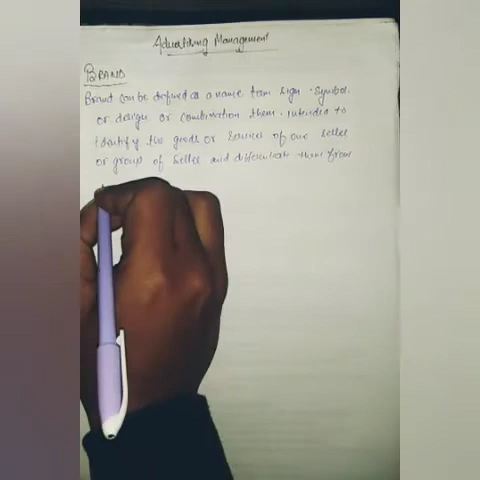 Advertising Management
BRAND
Brand can be defined as a name term sign symbol
or design or combination them. intended to
identify the goods or services of one seller
or group of seller and differentiate them from